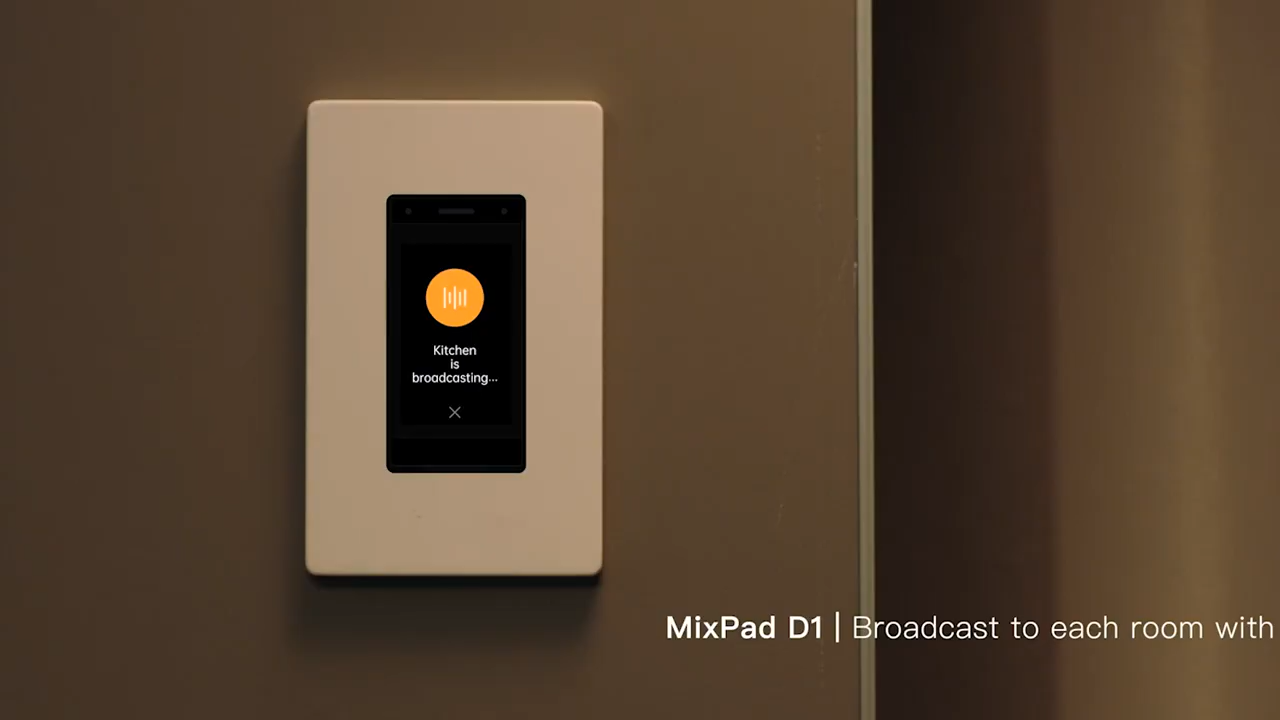 Kitchen
is
broadcasting...
MixPad D1 | Broadcast to each room with